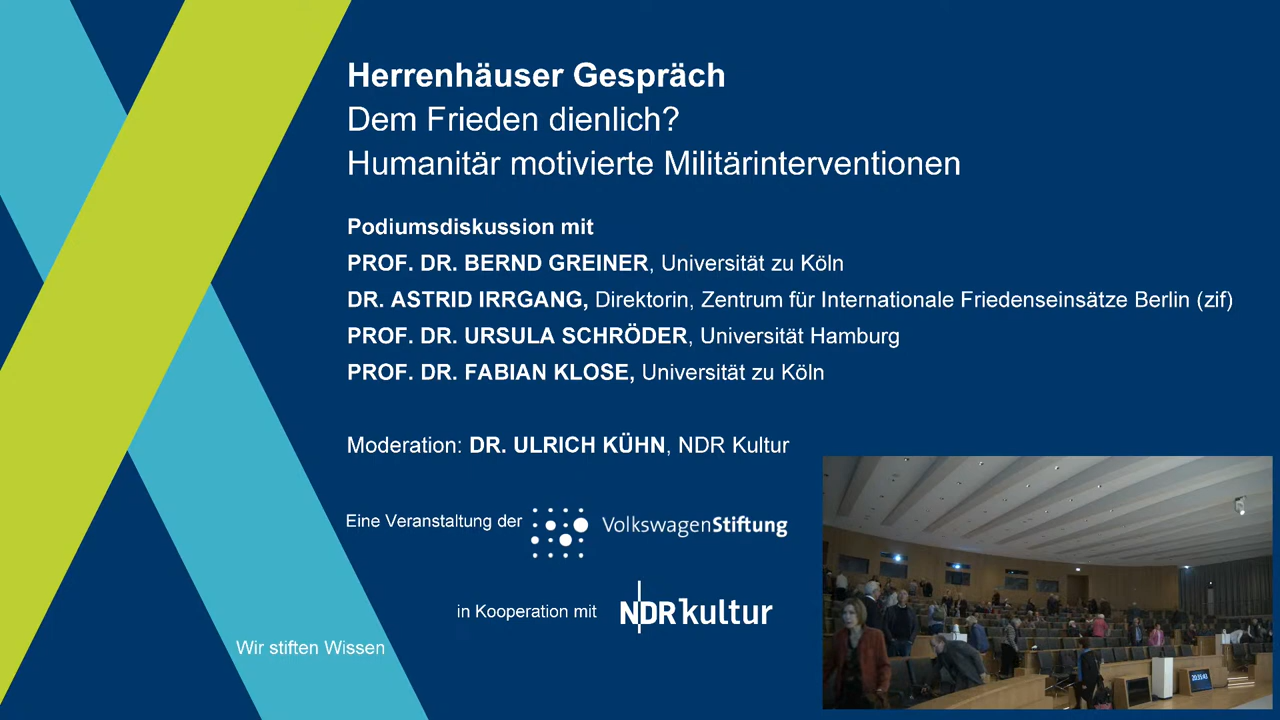 Herrenhäuser Gespräch
Dem Frieden dienlich?
Humanitär motivierte Militärinterventionen
Podiumsdiskussion mit
PROF. DR. BERND GREINER, Universität zu Köln
DR. ASTRID IRRGANG, Direktorin, Zentrum für Internationale Friedenseinsätze Berlin (zif)
PROF. DR. URSULA SCHRÖDER, Universität Hamburg
PROF. DR. FABIAN KLOSE, Universität zu Köln
Moderation: DR. ULRICH KÜHN, NDR Kultur
Eine Veranstaltung der VolkswagenStiftung
in Kooperation mit NDR kultur
Wir stiften Wissen